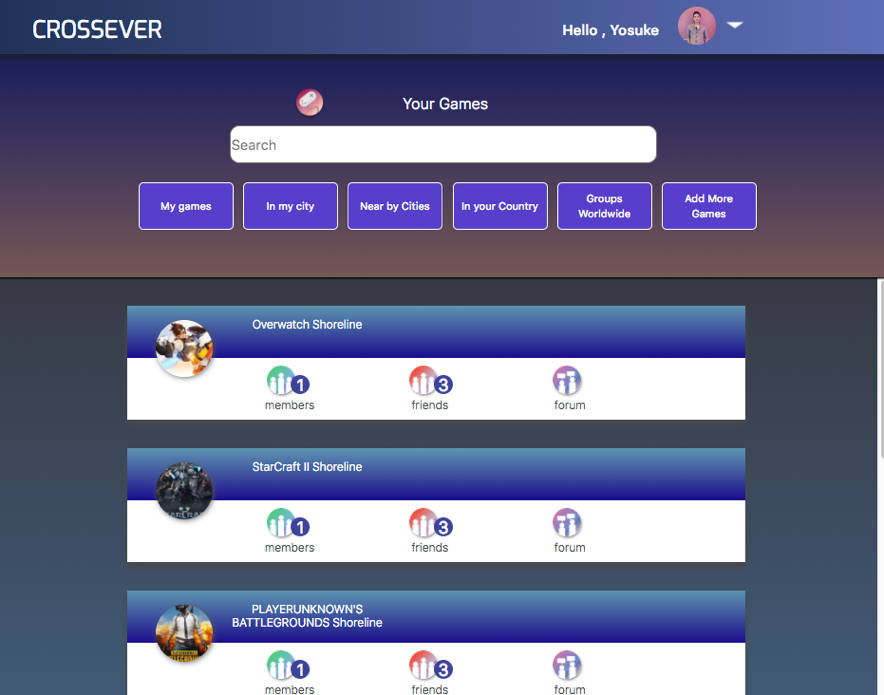 CROSSEVER
Hello , Yosuke
Your Games
Search
My games
In my city
Near by Cities
In your Country
Groups
Worldwide
Add More
Games
Overwatch Shoreline
1
3
members
friends
forum
StarCraft II Shoreline
1
3
members
friends
forum
PLAYERUNKNOWN'S
BATTLEGROUNDS Shoreline
1
3
members
friends
forum